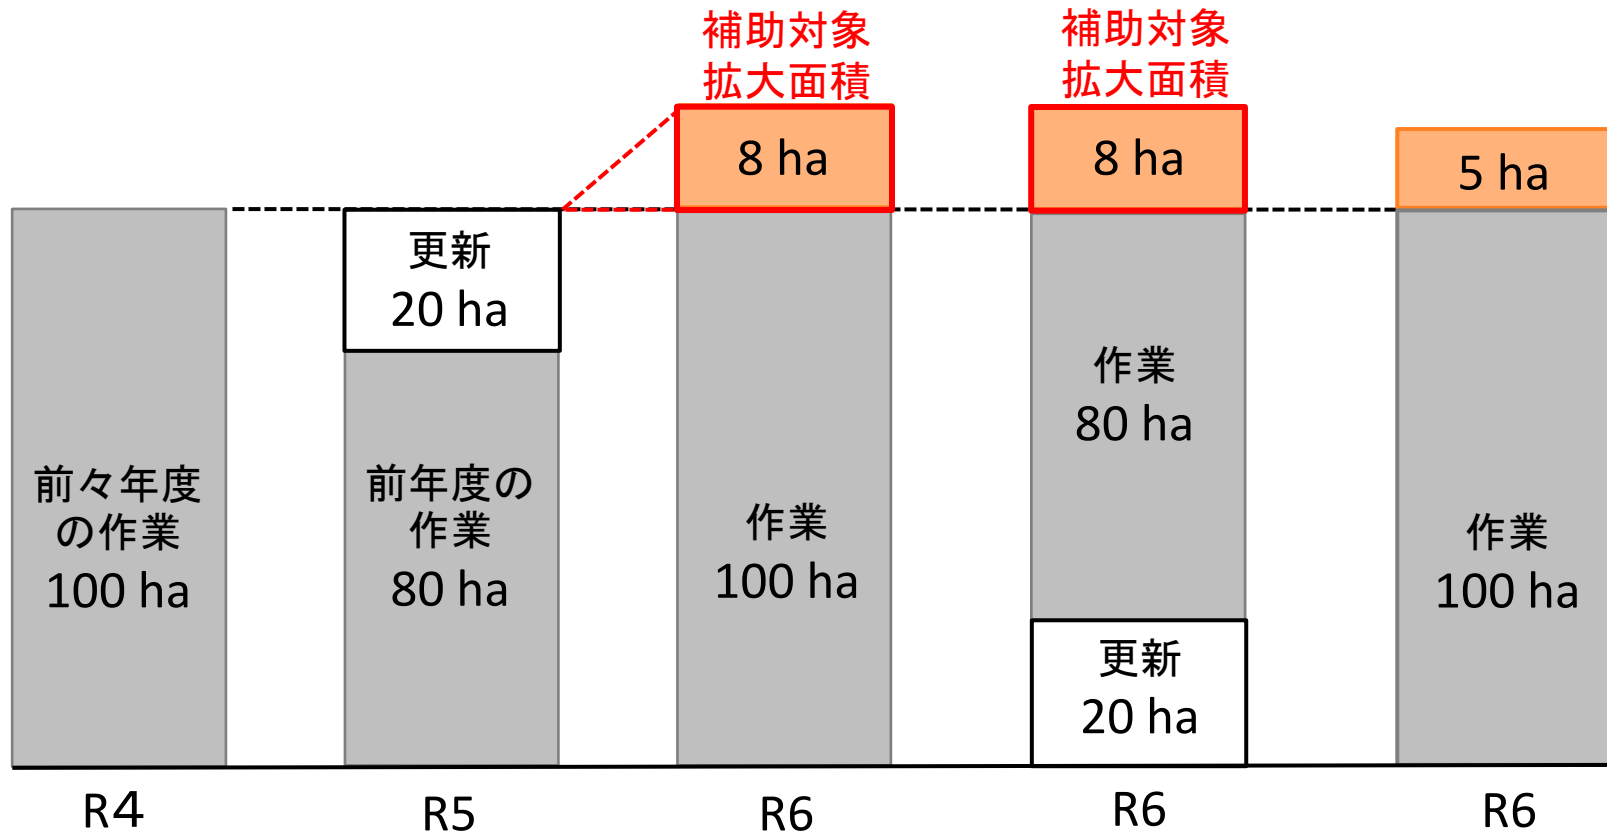 補助対象
拡大面積
8 ha
補助対象
拡大面積
8 ha
5 ha
更新
20 ha
前々年度
の作業
100 ha
前年度の
作業
80 ha
作業
100 ha
作業
80 ha
更新
20 ha
作業
100 ha
R4
R5
R6
R6
R6